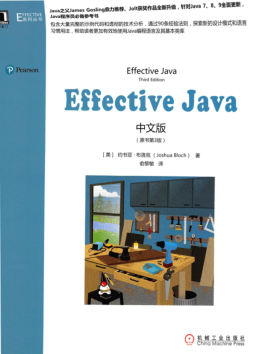 EFFECTIVE
系列丛书
Java之父James Gosling鼎力推荐、Jolt获奖作品全新升级，针对Java 7、8、9全面更新，
Java程序员必备参考书
包含大量完整的示例代码和透彻的技术分析，通过90条经验法则，探索新的设计模式和语言
习惯用法，帮助读者更加有效地使用Java编程语言及其基本类库
Pearson
Effective Java
Third Edition
Effective Java
中文版
（原书第3版）
[美] 约书亚·布洛克（Joshua Bloch） 著
俞黎敏 译
机械工业出版社
China Machine Press